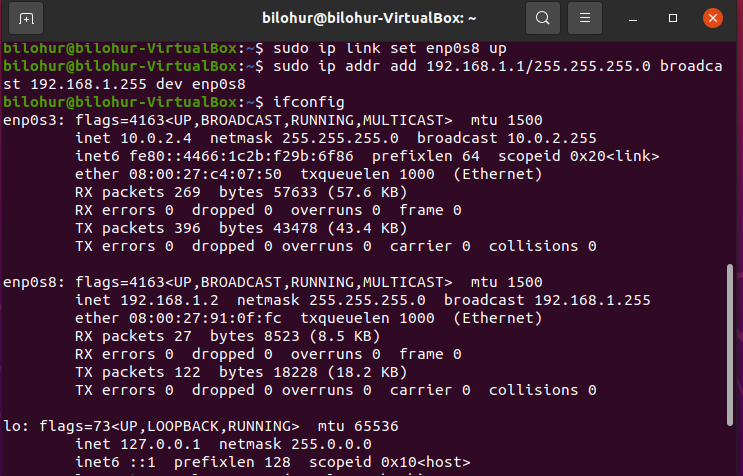 bilohur@bilohur-VirtualBox: ~
bilohur@bilohur-VirtualBox:~$ sudo ip link set enp0s8 up
bilohur@bilohur-VirtualBox:~$ sudo ip addr add 192.168.1.1/255.255.255.0 broadca
st 192.168.1.255 dev enp0s8
bilohur@bilohur-VirtualBox:~$ ifconfig
enp0s3: flags=4163<UP,BROADCAST,RUNNING,MULTICAST>  mtu 1500
        inet 10.0.2.4  netmask 255.255.255.0  broadcast 10.0.2.255
        inet6 fe80::4466:1c2b:f29b:6f86  prefixlen 64  scopeid 0x20<link>
        ether 08:00:27:c4:07:50  txqueuelen 1000  (Ethernet)
        RX packets 269  bytes 57633 (57.6 KB)
        RX errors 0  dropped 0  overruns 0  frame 0
        TX packets 396  bytes 43478 (43.4 KB)
        TX errors 0  dropped 0 overruns 0  carrier 0  collisions 0

enp0s8: flags=4163<UP,BROADCAST,RUNNING,MULTICAST>  mtu 1500
        inet 192.168.1.2  netmask 255.255.255.0  broadcast 192.168.1.255
        ether 08:00:27:91:0f:fc  txqueuelen 1000  (Ethernet)
        RX packets 27  bytes 8523 (8.5 KB)
        RX errors 0  dropped 0  overruns 0  frame 0
        TX packets 122  bytes 18228 (18.2 KB)
        TX errors 0  dropped 0 overruns 0  carrier 0  collisions 0

lo: flags=73<UP,LOOPBACK,RUNNING>  mtu 65536
        inet 127.0.0.1  netmask 255.0.0.0
        inet6 ::1  prefixlen 128  scopeid 0x10<host>